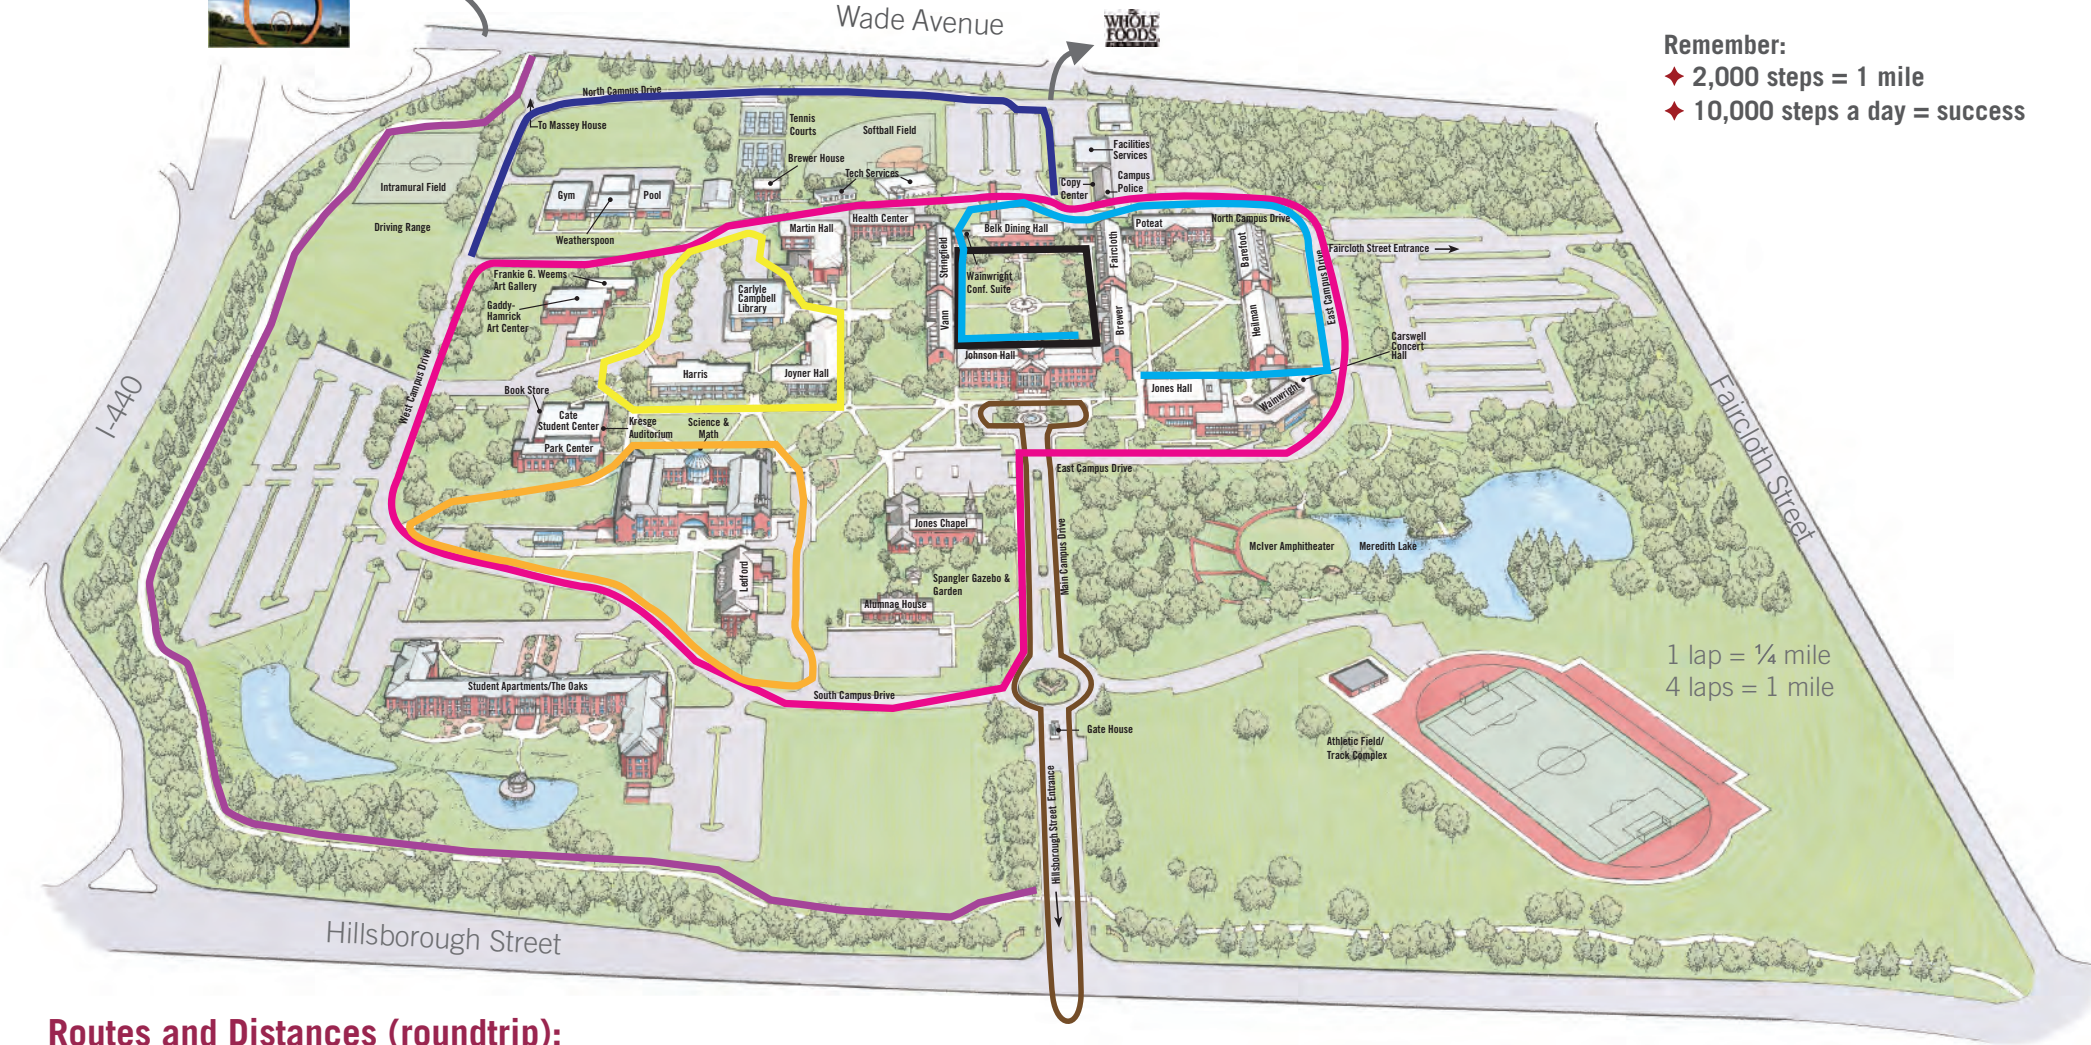 Wade Avenue
WHOLE
FOODS
Remember:
2,000 steps = 1 mile
10,000 steps a day = success
North Campus Drive
To Massey House
Tennis
Courts
Softball Field
Facilities
Services
Brewer House
Tech Services
Campus
Police
Copy
Center
Intramural Field
Gym
Pool
Weatherspoon
Driving Range
Health Center
Martin Hall
Belk Dining Hall
Poteat
North Campus Drive
Stringfield
Faircloth
Barefoot
Faircloth Street Entrance
East Campus Drive
Frankie G. Weems
Art Gallery
Gaddy-
Hamrick
Art Center
Carlyle
Campbell
Library
Wainwright
Conf. Suite
Vann
Brewer
Heilman
Carswell
Concert
Hall
Johnson Hall
West Campus Drive
Harris
Joyner Hall
Jones Hall
Wainwright
Book Store
Cate
Student Center
Kresge
Auditorium
Science &
Math
Park Center
I-440
Faircloth Street
East Campus Drive
Jones Chapel
Main Campus Drive
McIver Amphitheater
Meredith Lake
Ledford
Spangler Gazebo &
Garden
Alumnae House
Student Apartments/The Oaks
South Campus Drive
1 lap = ¼ mile
4 laps = 1 mile
Gate House
Athletic Field/
Track Complex
Hillsborough Street Entrance
Hillsborough Street
Routes and Distances (roundtrip):